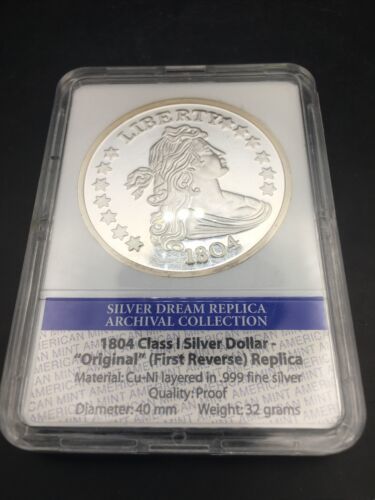 LIBERTY
1804
SILVER DREAM REPLICA
ARCHIVAL COLLECTION
1804 Class I Silver Dollar -
"Original" (First Reverse) Replica
Material: Cu-Ni layered in .999 fine silver
Quality: Proof
Diameter: 40 mm Weight: 32 grams